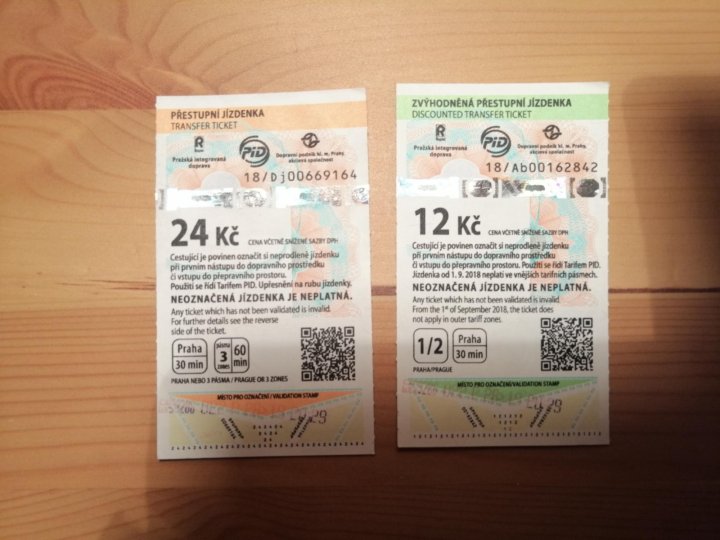 PŘESTUPNÍ JÍZDENKA
TRANSFER TICKET
Ropid
PID
Pražská integrovaná
doprava
Dopravní podnik hl. m. Prahy,
akciová společnost
18/Dj00669164
24 Kč CENA VČETNĚ SNÍŽENÉ SAZBY DPH
Cestující je povinen označit si neprodleně jízdenku
při prvním nástupu do dopravního prostředku
či vstupu do přepravního prostoru.
Použití se řídí Tarifem PID. Upřesnění na rubu jízdenky.
NEOZNAČENÁ JÍZDENKA JE NEPLATNÁ.
Any ticket which has not been validated is invalid.
For further details see the reverse
side of the ticket.
Praha
30 min
pásma
3
zones
60
min
PRAHA NEBO 3 PÁSMA / PRAGUE OR 3 ZONES
MÍSTO PRO OZNAČENÍ/VALIDATION STAMP
ZVÝHODNĚNÁ PŘESTUPNÍ JÍZDENKA
DISCOUNTED TRANSFER TICKET
Ropid
PID
Pražská integrovaná
doprava
Dopravní podnik hl. m. Prahy,
akciová společnost
18/Ab00162842
12 Kč CENA VČETNĚ SNÍŽENÉ SAZBY DPH
Cestující je povinen označit si neprodleně jízdenku
při prvním nástupu do dopravního prostředku
či vstupu do přepravního prostoru. Použití se řídí Tarifem PID.
Jízdenka od 1. 9. 2018 neplatí ve vnějších tarifních pásmech.
NEOZNAČENÁ JÍZDENKA JE NEPLATNÁ.
Any ticket which has not been validated is invalid.
From the 1st of September 2018, the ticket does
not apply in outer tariff zones.
1/2
Praha
30 min
PRAHA/PRAGUE
MÍSTO PRO OZNAČENÍ/VALIDATION STAMP